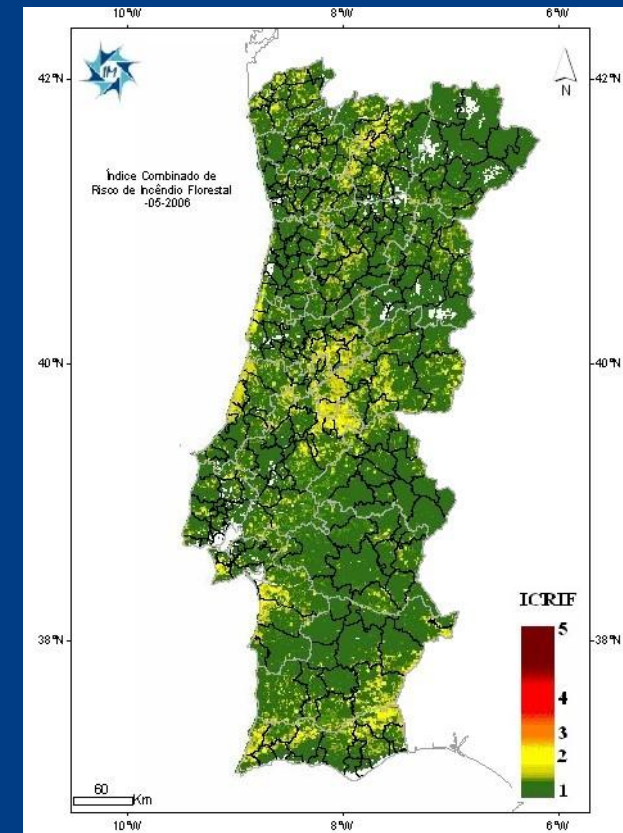 10°W 8°W 6°W
42°N 42°N
IM
N
Índice Combinado de
Risco de Incêndio Florestal
-05-2006
40°N 40°N
ICRIF
5
38°N 38°N
4
3
2
1
60
Km
10°W 8°W 6°W